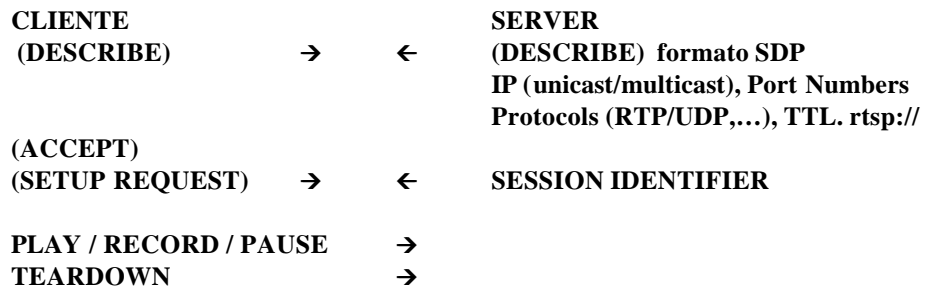 CLIENTE SERVER
(DESCRIBE) → ← (DESCRIBE) formato SDP
IP (unicast/multicast), Port Numbers
Protocols (RTP/UDP,…), TTL. rtsp://
(ACCEPT)
(SETUP REQUEST) → ← SESSION IDENTIFIER
PLAY / RECORD / PAUSE →
TEARDOWN →